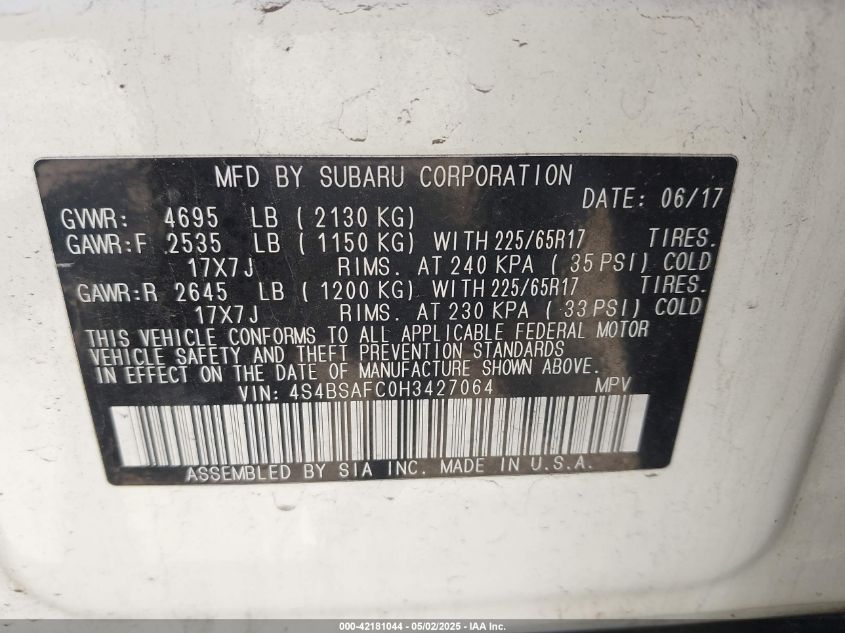 MFD BY SUBARU CORPORATION
DATE: 06/17
GVWR: 4695 LB ( 2130 KG)
GAWR:F 2535 LB ( 1150 KG) WITH 225/65R17 TIRES.
17X7J RIMS. AT 240 KPA ( 35 PSI) COLD
GAWR:R 2645 LB ( 1200 KG) WITH 225/65R17 TIRES.
17X7J RIMS. AT 230 KPA ( 33 PSI) COLD
THIS VEHICLE CONFORMS TO ALL APPLICABLE FEDERAL MOTOR
VEHICLE SAFETY AND THEFT PREVENTION STANDARDS
IN EFFECT ON THE DATE OF MANUFACTURE SHOWN ABOVE.
VIN: 4S4BSAFC0H3427064 MPV
ASSEMBLED BY SIA INC. MADE IN U.S.A.
000-42181044 - 05/02/2025 - IAA Inc.